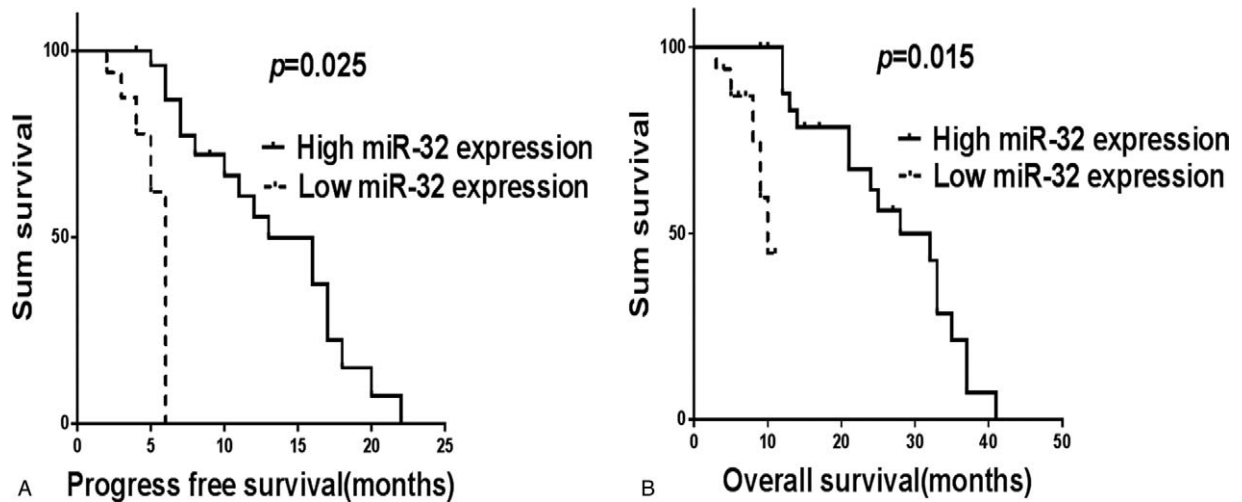 100
50
0
Sum survival
p=0.025
High miR-32 expression
Low miR-32 expression
0 5 10 15 20 25
A Progress free survival(months)
100
50
0
Sum survival
p=0.015
High miR-32 expression
Low miR-32 expression
0 10 20 30 40 50
B Overall survival(months)